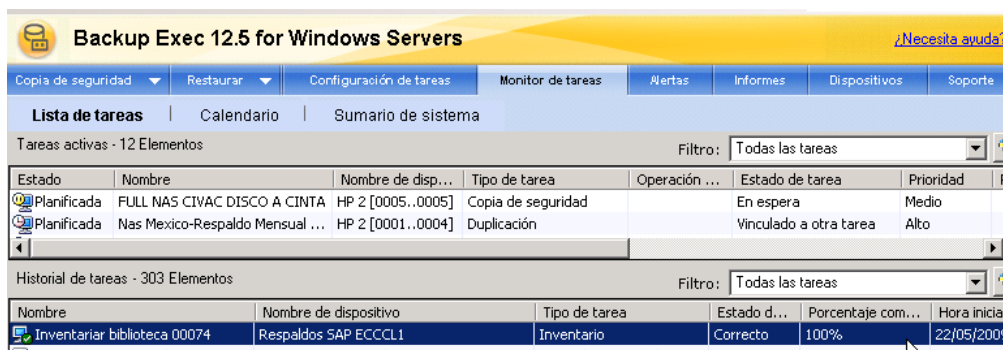 Backup Exec 12.5 for Windows Servers
¿Necesita ayuda?
Copia de seguridad Restaurar Configuración de tareas Monitor de tareas Alertas Informes Dispositivos Soporte
Lista de tareas | Calendario | Sumario de sistema
Tareas activas - 12 Elementos Filtro: Todas las tareas
Estado Nombre Nombre de disp... Tipo de tarea Operación ... Estado de tarea Prioridad
Planificada FULL NAS CIVAC DISCO A CINTA HP 2 [0005..0005] Copia de seguridad En espera Medio
Planificada Nas Mexico-Respaldo Mensual ... HP 2 [0001..0004] Duplicación Vinculado a otra tarea Alto
Historial de tareas - 303 Elementos Filtro: Todas las tareas
Nombre Nombre de dispositivo Tipo de tarea Estado d... Porcentaje com... Hora inicia
Inventariar biblioteca 00074 Respaldos SAP ECCCL1 Inventario Correcto 100% 22/05/2009